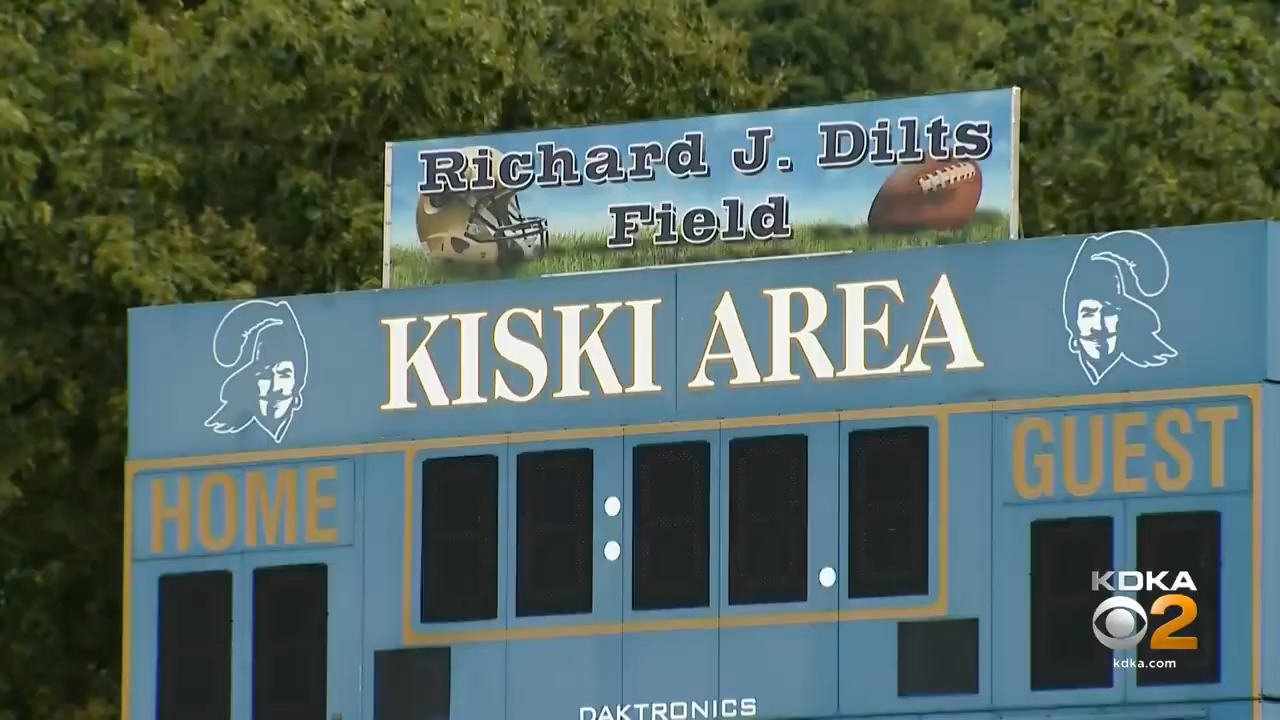 Richard J. Dilts
Field
KISKI AREA
HOME
GUEST
DAKTRONICS
KDKA
2
kdka.com